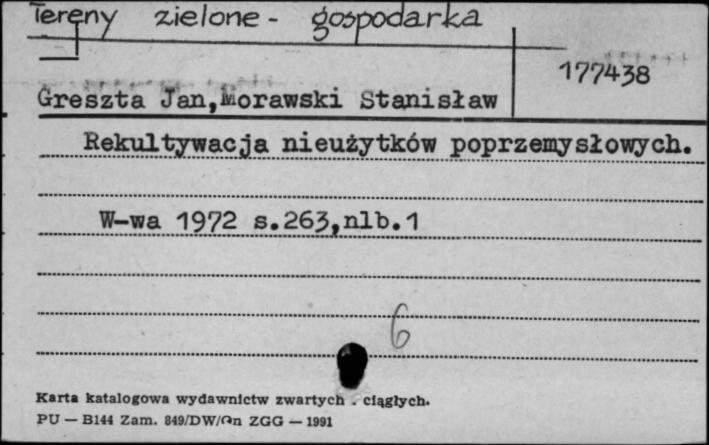 Tereny zielone - gospodarka
177438
Greszta Jan,Morawski Stanisław
Rekultywacja nieużytków poprzemysłowych.
W-wa 1972 s.263,nlb.1
6
Karta katalogowa wydawnictw zwartych . ciągłych.
PU — B144 Zam. 849/DW/ ZGG — 1991